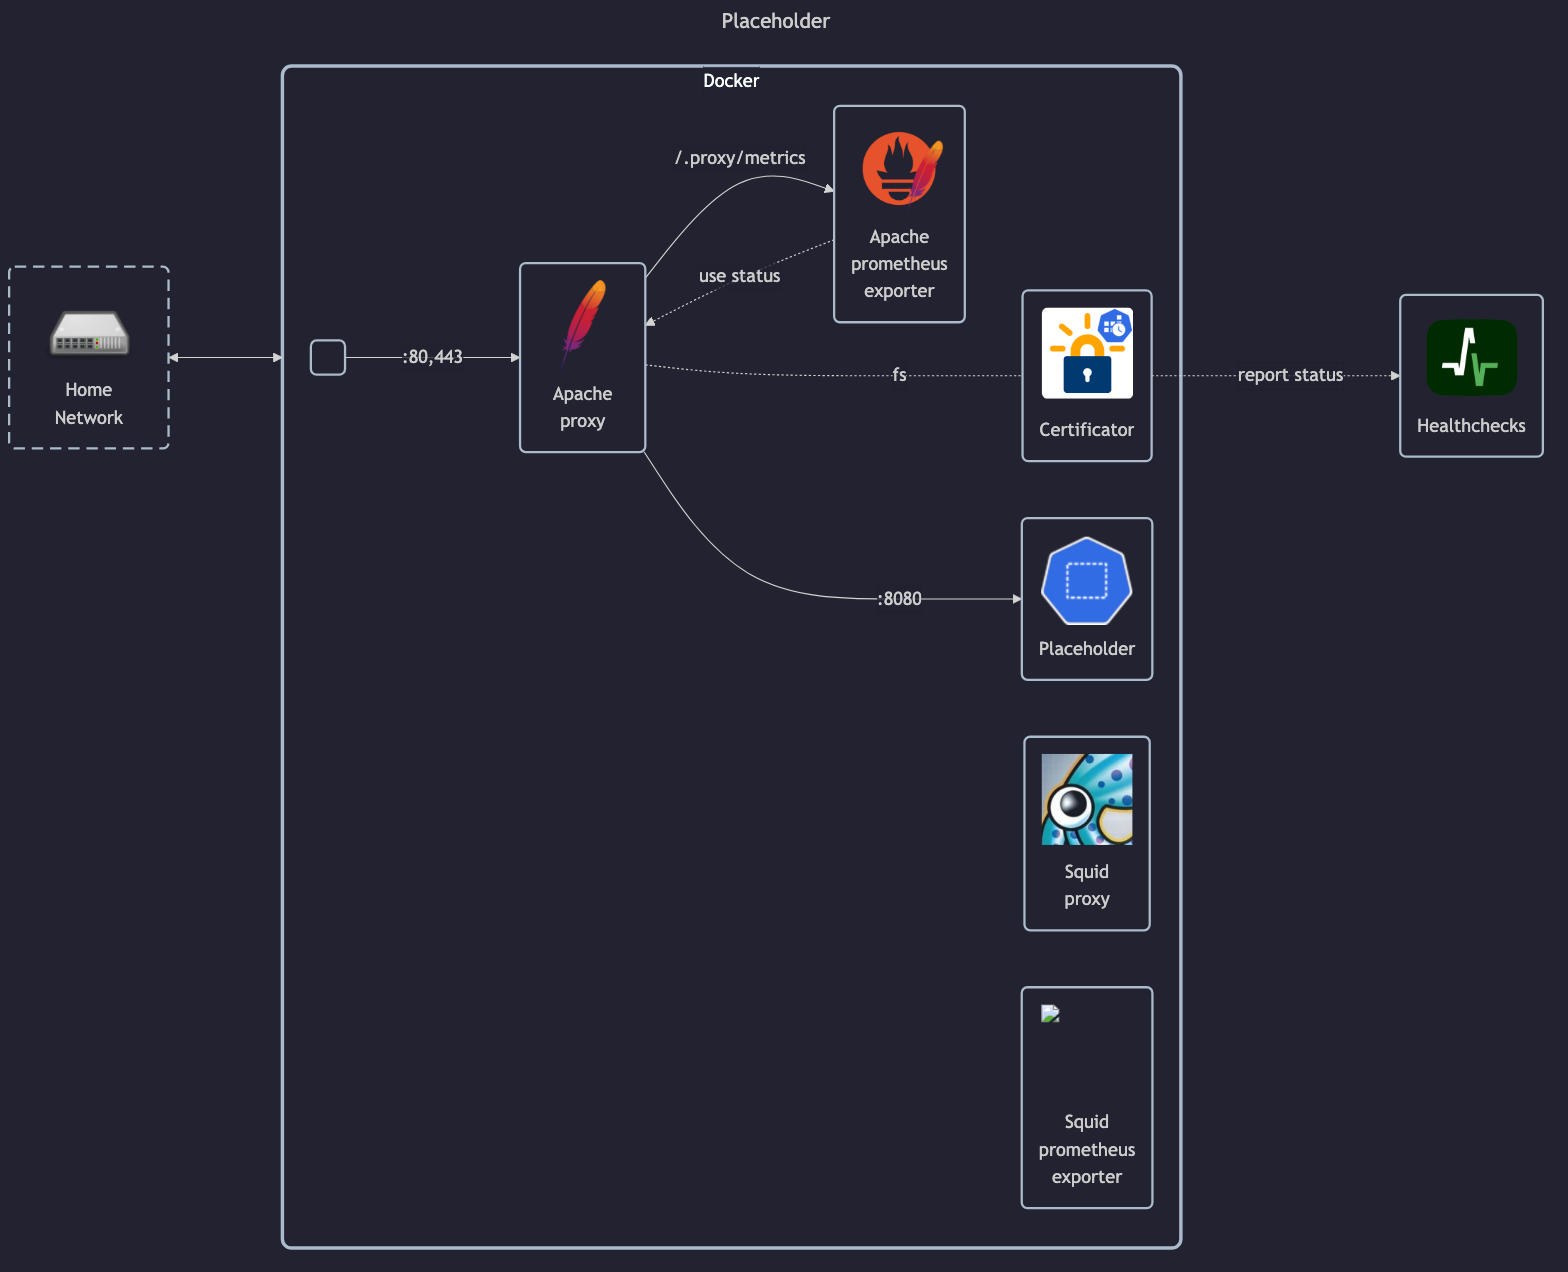 Placeholder
Docker
/.proxy/metrics
Apache
prometheus
exporter
use status
Home
Network
:80,443
Apache
proxy
fs
Certificator
report status
Healthchecks
:8080
Placeholder
Squid
proxy
Squid
prometheus
exporter